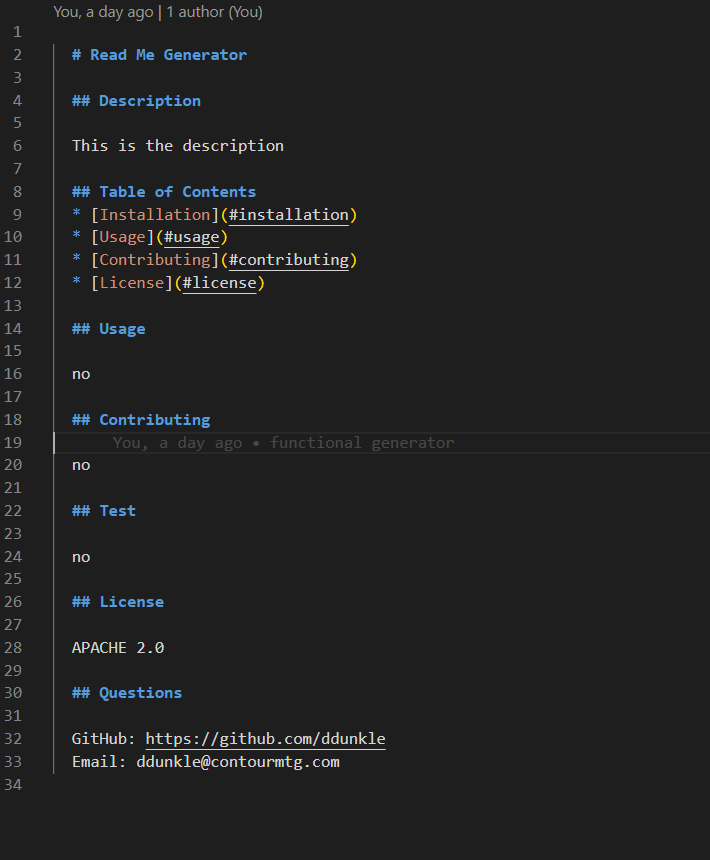 You, a day ago | 1 author (You)
1
2 # Read Me Generator
3
4 ## Description
5
6 This is the description
7
8 ## Table of Contents
9 * [Installation](#installation)
10 * [Usage](#usage)
11 * [Contributing](#contributing)
12 * [License](#license)
13
14 ## Usage
15
16 no
17
18 ## Contributing
19 You, a day ago • functional generator
20 no
21
22 ## Test
23
24 no
25
26 ## License
27
28 APACHE 2.0
29
30 ## Questions
31
32 GitHub: https://github.com/ddunkle
33 Email: ddunkle@contourmtg.com
34